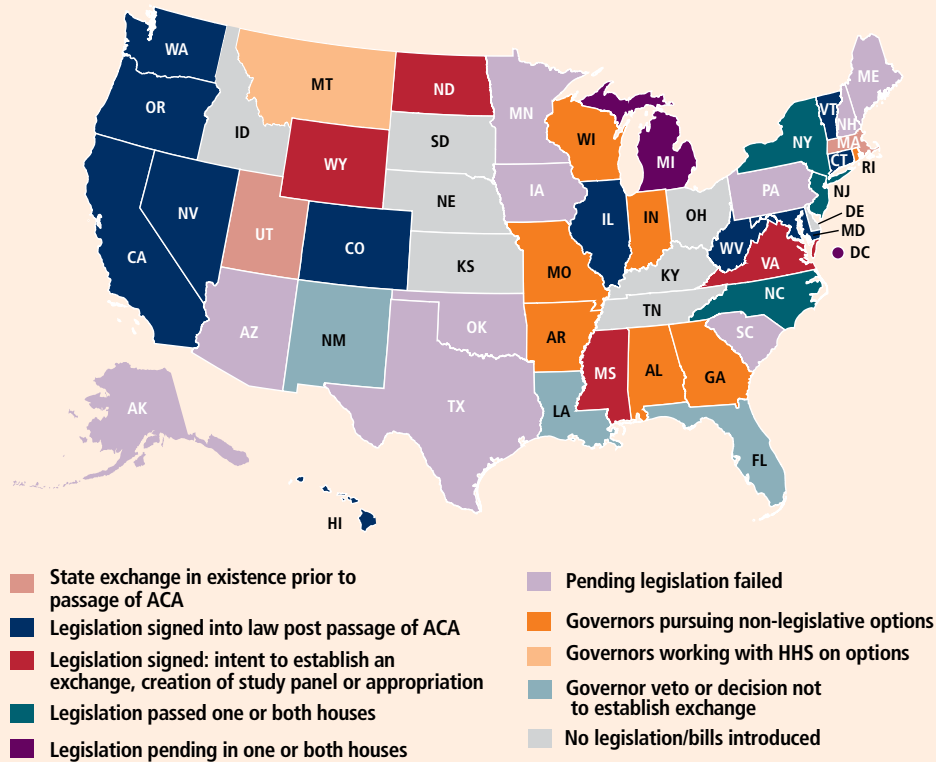 WA
MT
ND
ME
OR
ID
MN
VT
NH
SD
WI
NY
MA
WY
MI
CT
RI
IA
PA
NJ
NE
NV
IL
IN
OH
DE
UT
CO
MD
CA
WV
DC
KS
MO
KY
VA
NC
TN
AZ
NM
OK
AR
SC
MS
AL
GA
AK
TX
LA
FL
HI
State exchange in existence prior to
passage of ACA
Legislation signed into law post passage of ACA
Legislation signed: intent to establish an
exchange, creation of study panel or appropriation
Legislation passed one or both houses
Legislation pending in one or both houses
Pending legislation failed
Governors pursuing non-legislative options
Governors working with HHS on options
Governor veto or decision not
to establish exchange
No legislation/bills introduced